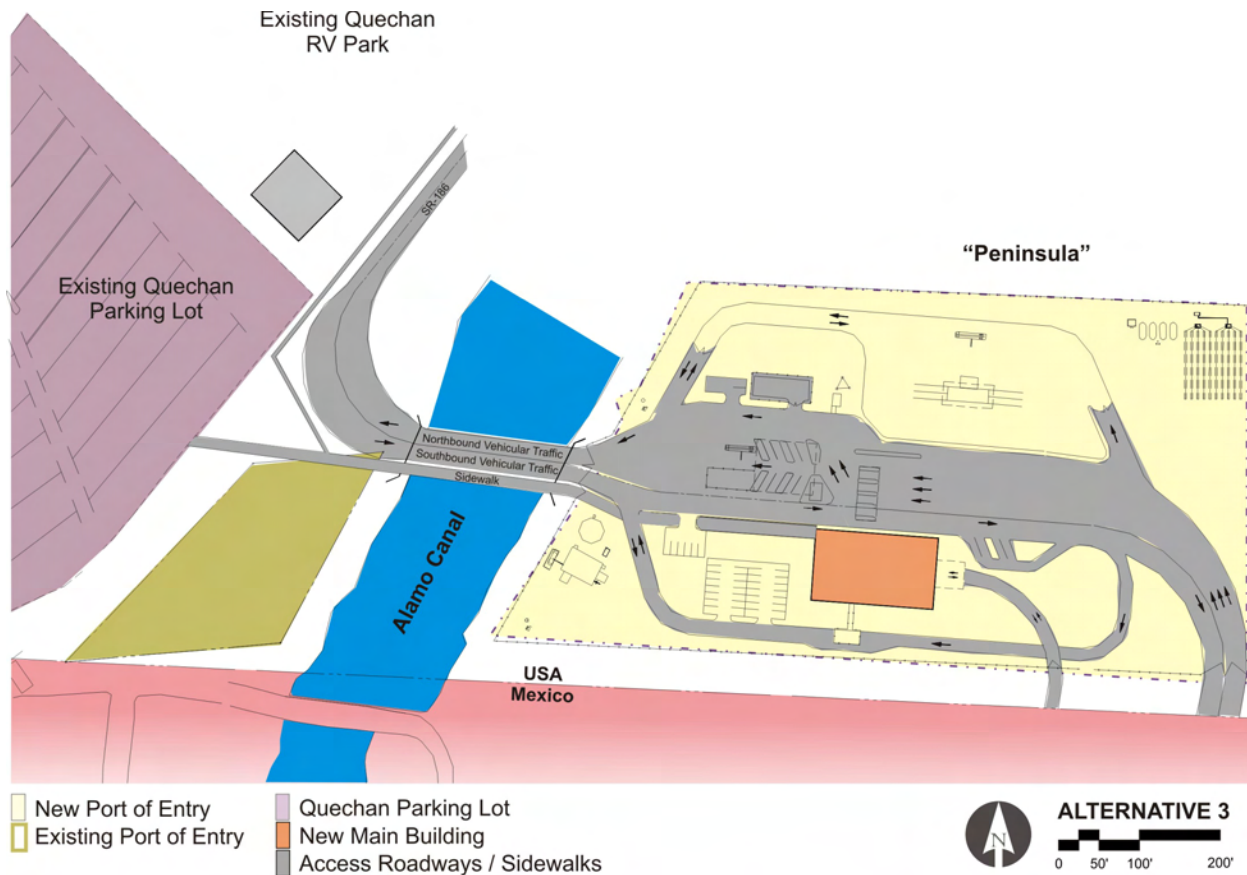 Existing Quechan
RV Park
SR-186
“Peninsula”
Existing Quechan
Parking Lot
Northbound Vehicular Traffic
Southbound Vehicular Traffic
Sidewalk
Alamo Canal
USA
Mexico
New Port of Entry
Existing Port of Entry
Quechan Parking Lot
New Main Building
Access Roadways / Sidewalks
N
ALTERNATIVE 3
0 50' 100' 200'